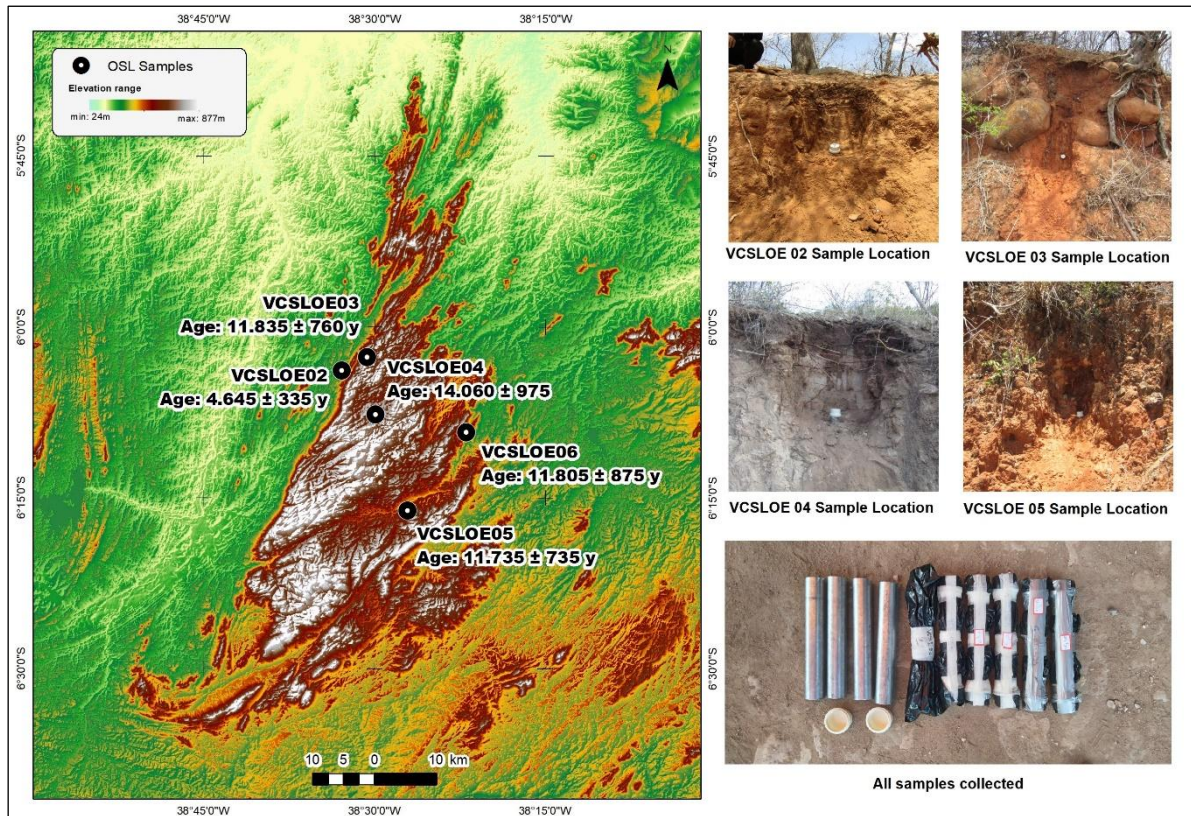 38°45'0"W 38°30'0"W 38°15'0"W
OSL Samples
Elevation range
min: 24m max: 877m
N
5°45'0"S 5°45'0"S
VCSLOE03
Age: 11.835 ± 760 y
6°0'0"S 6°0'0"S
VCSLOE02
Age: 4.645 ± 335 y
VCSLOE04
Age: 14.060 ± 975
VCSLOE06
Age: 11.805 ± 875 y
6°15'0"S 6°15'0"S
VCSLOE05
Age: 11.735 ± 735 y
6°30'0"S 6°30'0"S
10 5 0 10 km
38°45'0"W 38°30'0"W 38°15'0"W
VCSLOE 02 Sample Location
VCSLOE 03 Sample Location
VCSLOE 04 Sample Location
VCSLOE 05 Sample Location
All samples collected